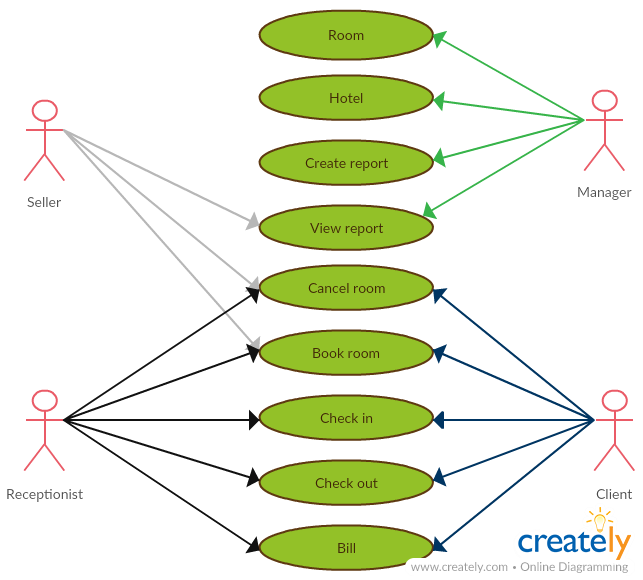 Room
Hotel
Create report
View report
Cancel room
Book room
Check in
Check out
Bill
Seller
Manager
Receptionist
Client
creately
www.creately.com • Online Diagramming